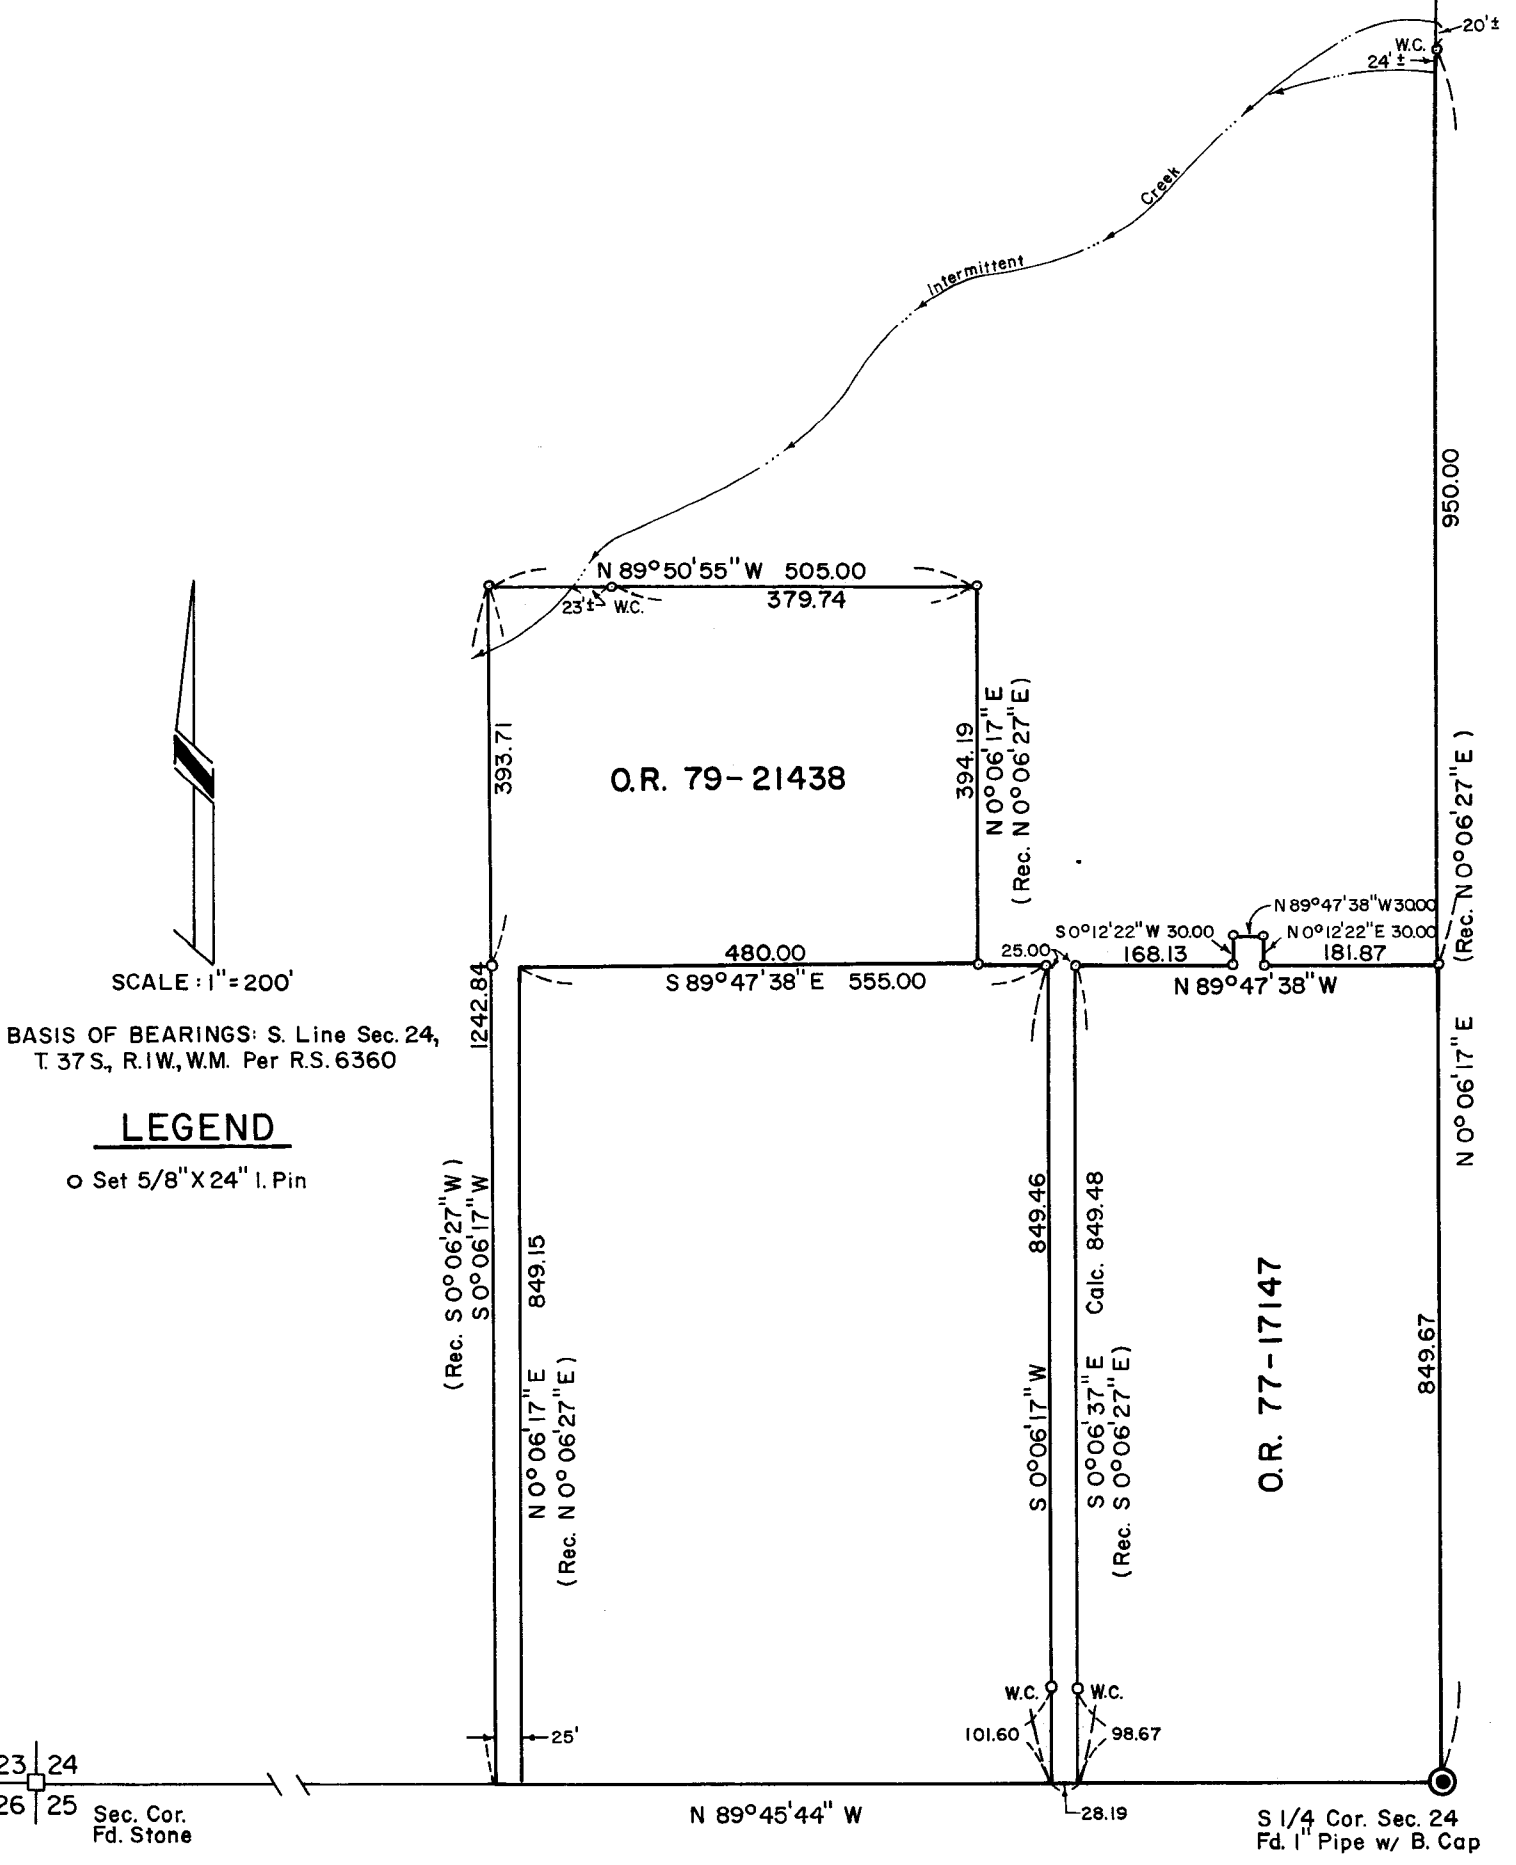 20'±
W.C.
24'±
Creek
Intermittent
950.00
N 89°50'55" W 505.00
379.74
23'± W.C.
393.71
O.R. 79-21438
394.19
N 0°06'17" E
(Rec. N 0°06'27" E)
(Rec. N 0°06'27" E )
N 89°47'38" W 30.00
S 0°12'22" W 30.00
N 0°12'22" E 30.00
25.00
168.13
181.87
480.00
S 89°47'38" E 555.00
N 89°47'38" W
SCALE : 1" = 200'
BASIS OF BEARINGS: S. Line Sec. 24,
T. 37 S., R. 1 W., W.M. Per R.S. 6360
LEGEND
o Set 5/8" X 24" I. Pin
1242.84
(Rec. S 0°06'27" W )
S 0°06'17" W
849.15
N 0°06'17" E
(Rec. N 0°06'27" E)
849.46
S 0°06'17" W
Calc. 849.48
S 0°06'37" E
(Rec. S 0°06'27" E)
O.R. 77-17147
849.67
N 0°06'17" E
W.C.
W.C.
101.60
98.67
25'
23 24
26 25
Sec. Cor.
Fd. Stone
N 89°45'44" W
28.19
S 1/4 Cor. Sec. 24
Fd. 1" Pipe w/ B. Cap